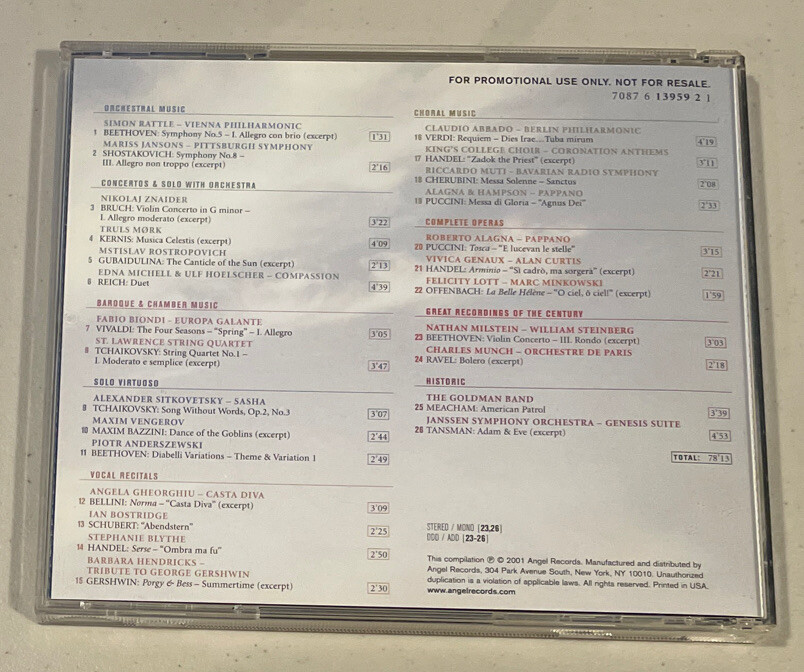 FOR PROMOTIONAL USE ONLY. NOT FOR RESALE.
7087 6 13959 2 1
ORCHESTRAL MUSIC
SIMON RATTLE – VIENNA PHILHARMONIC
1 BEETHOVEN: Symphony No.5 – I. Allegro con brio (excerpt) 1'31
MARISS JANSONS – PITTSBURGH SYMPHONY
2 SHOSTAKOVICH: Symphony No.8 –
III. Allegro non troppo (excerpt) 2'16
CONCERTOS & SOLO WITH ORCHESTRA
NIKOLAJ ZNAIDER
3 BRUCH: Violin Concerto in G minor –
I. Allegro moderato (excerpt) 3'22
TRULS MØRK
4 KERNIS: Musica Celestis (excerpt) 4'09
MSTISLAV ROSTROPOVICH
5 GUBAIDULINA: The Canticle of the Sun (excerpt) 2'13
EDNA MICHELL & ULF HOELSCHER – COMPASSION
6 REICH: Duet 4'39
BAROQUE & CHAMBER MUSIC
FABIO BIONDI – EUROPA GALANTE
7 VIVALDI: The Four Seasons – "Spring" – I. Allegro 3'05
ST. LAWRENCE STRING QUARTET
8 TCHAIKOVSKY: String Quartet No.1 –
I. Moderato e semplice (excerpt) 3'47
SOLO VIRTUOSO
ALEXANDER SITKOVETSKY – SASHA
9 TCHAIKOVSKY: Song Without Words, Op.2, No.3 3'07
MAXIM VENGEROV
10 MAXIM BAZZINI: Dance of the Goblins (excerpt) 2'44
PIOTR ANDERSZEWSKI
11 BEETHOVEN: Diabelli Variations – Theme & Variation 1 2'49
VOCAL RECITALS
ANGELA GHEORGHIU – CASTA DIVA
12 BELLINI: Norma – "Casta Diva" (excerpt) 3'09
IAN BOSTRIDGE
13 SCHUBERT: "Abendstern" 2'25
STEPHANIE BLYTHE
14 HANDEL: Serse – "Ombra ma fu" 2'50
BARBARA HENDRICKS –
TRIBUTE TO GEORGE GERSHWIN
15 GERSHWIN: Porgy & Bess – Summertime (excerpt) 2'30
CHORAL MUSIC
CLAUDIO ABBADO – BERLIN PHILHARMONIC
16 VERDI: Requiem – Dies Irae... Tuba mirum 4'19
KING'S COLLEGE CHOIR – CORONATION ANTHEMS
17 HANDEL: "Zadok the Priest" (excerpt) 3'11
RICCARDO MUTI – BAVARIAN RADIO SYMPHONY
18 CHERUBINI: Messa Solenne – Sanctus 2'08
ALAGNA & HAMPSON – PAPPANO
19 PUCCINI: Messa di Gloria – "Agnus Dei" 2'33
COMPLETE OPERAS
ROBERTO ALAGNA – PAPPANO
20 PUCCINI: Tosca – "E lucevan le stelle" 3'15
VIVICA GENAUX – ALAN CURTIS
21 HANDEL: Arminio – "Sì cadrò, ma sorgerà" (excerpt) 2'21
FELICITY LOTT – MARC MINKOWSKI
22 OFFENBACH: La Belle Hélène – "O ciel, ô ciel!" (excerpt) 1'59
GREAT RECORDINGS OF THE CENTURY
NATHAN MILSTEIN – WILLIAM STEINBERG
23 BEETHOVEN: Violin Concerto – III. Rondo (excerpt) 3'03
CHARLES MUNCH – ORCHESTRE DE PARIS
24 RAVEL: Bolero (excerpt) 2'18
HISTORIC
THE GOLDMAN BAND
25 MEACHAM: American Patrol 3'39
JANSSEN SYMPHONY ORCHESTRA – GENESIS SUITE
26 TANSMAN: Adam & Eve (excerpt) 4'53
TOTAL: 78'13
STEREO / MONO [23,26]
DDD / ADD [23-26]
This compilation ℗ © 2001 Angel Records. Manufactured and distributed by
Angel Records, 304 Park Avenue South, New York, NY 10010. Unauthorized
duplication is a violation of applicable laws. All rights reserved. Printed in USA.
www.angelrecords.com